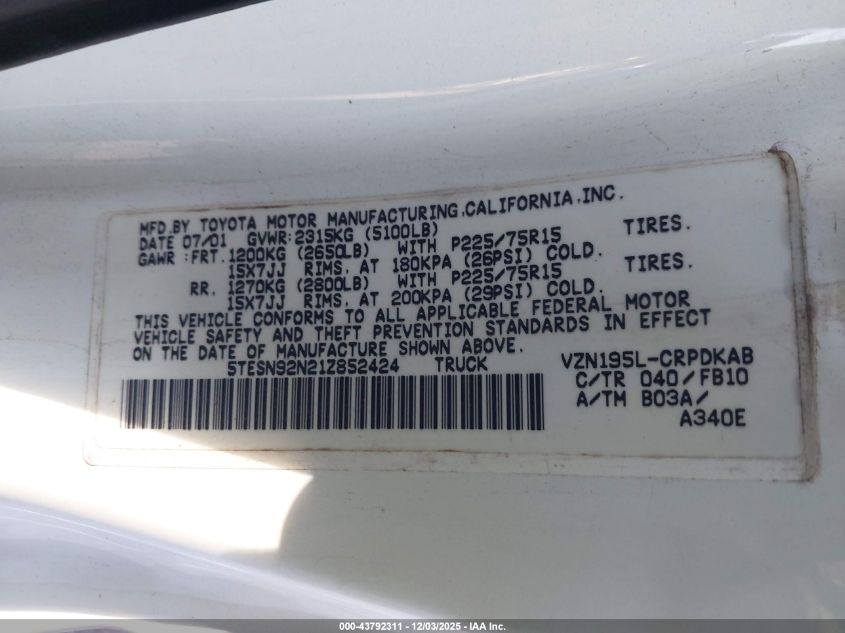 MFD.BY TOYOTA MOTOR MANUFACTURING.CALIFORNIA.INC.
DATE 07/01 GVWR:2315KG (5100LB)
GAWR :FRT. 1200KG (2650LB) WITH P225/75R15 TIRES.
15X7JJ RIMS, AT 180KPA (26PSI) COLD.
RR. 1270KG (2800LB) WITH P225/75R15 TIRES.
15X7JJ RIMS, AT 200KPA (29PSI) COLD.
THIS VEHICLE CONFORMS TO ALL APPLICABLE FEDERAL MOTOR
VEHICLE SAFETY AND THEFT PREVENTION STANDARDS IN EFFECT
ON THE DATE OF MANUFACTURE SHOWN ABOVE.
5TESN92N21Z852424 TRUCK VZN195L-CRPDKAB
C/TR 040/FB10
A/TM B03A/
A340E
000-43792311 - 12/03/2025 - IAA Inc.